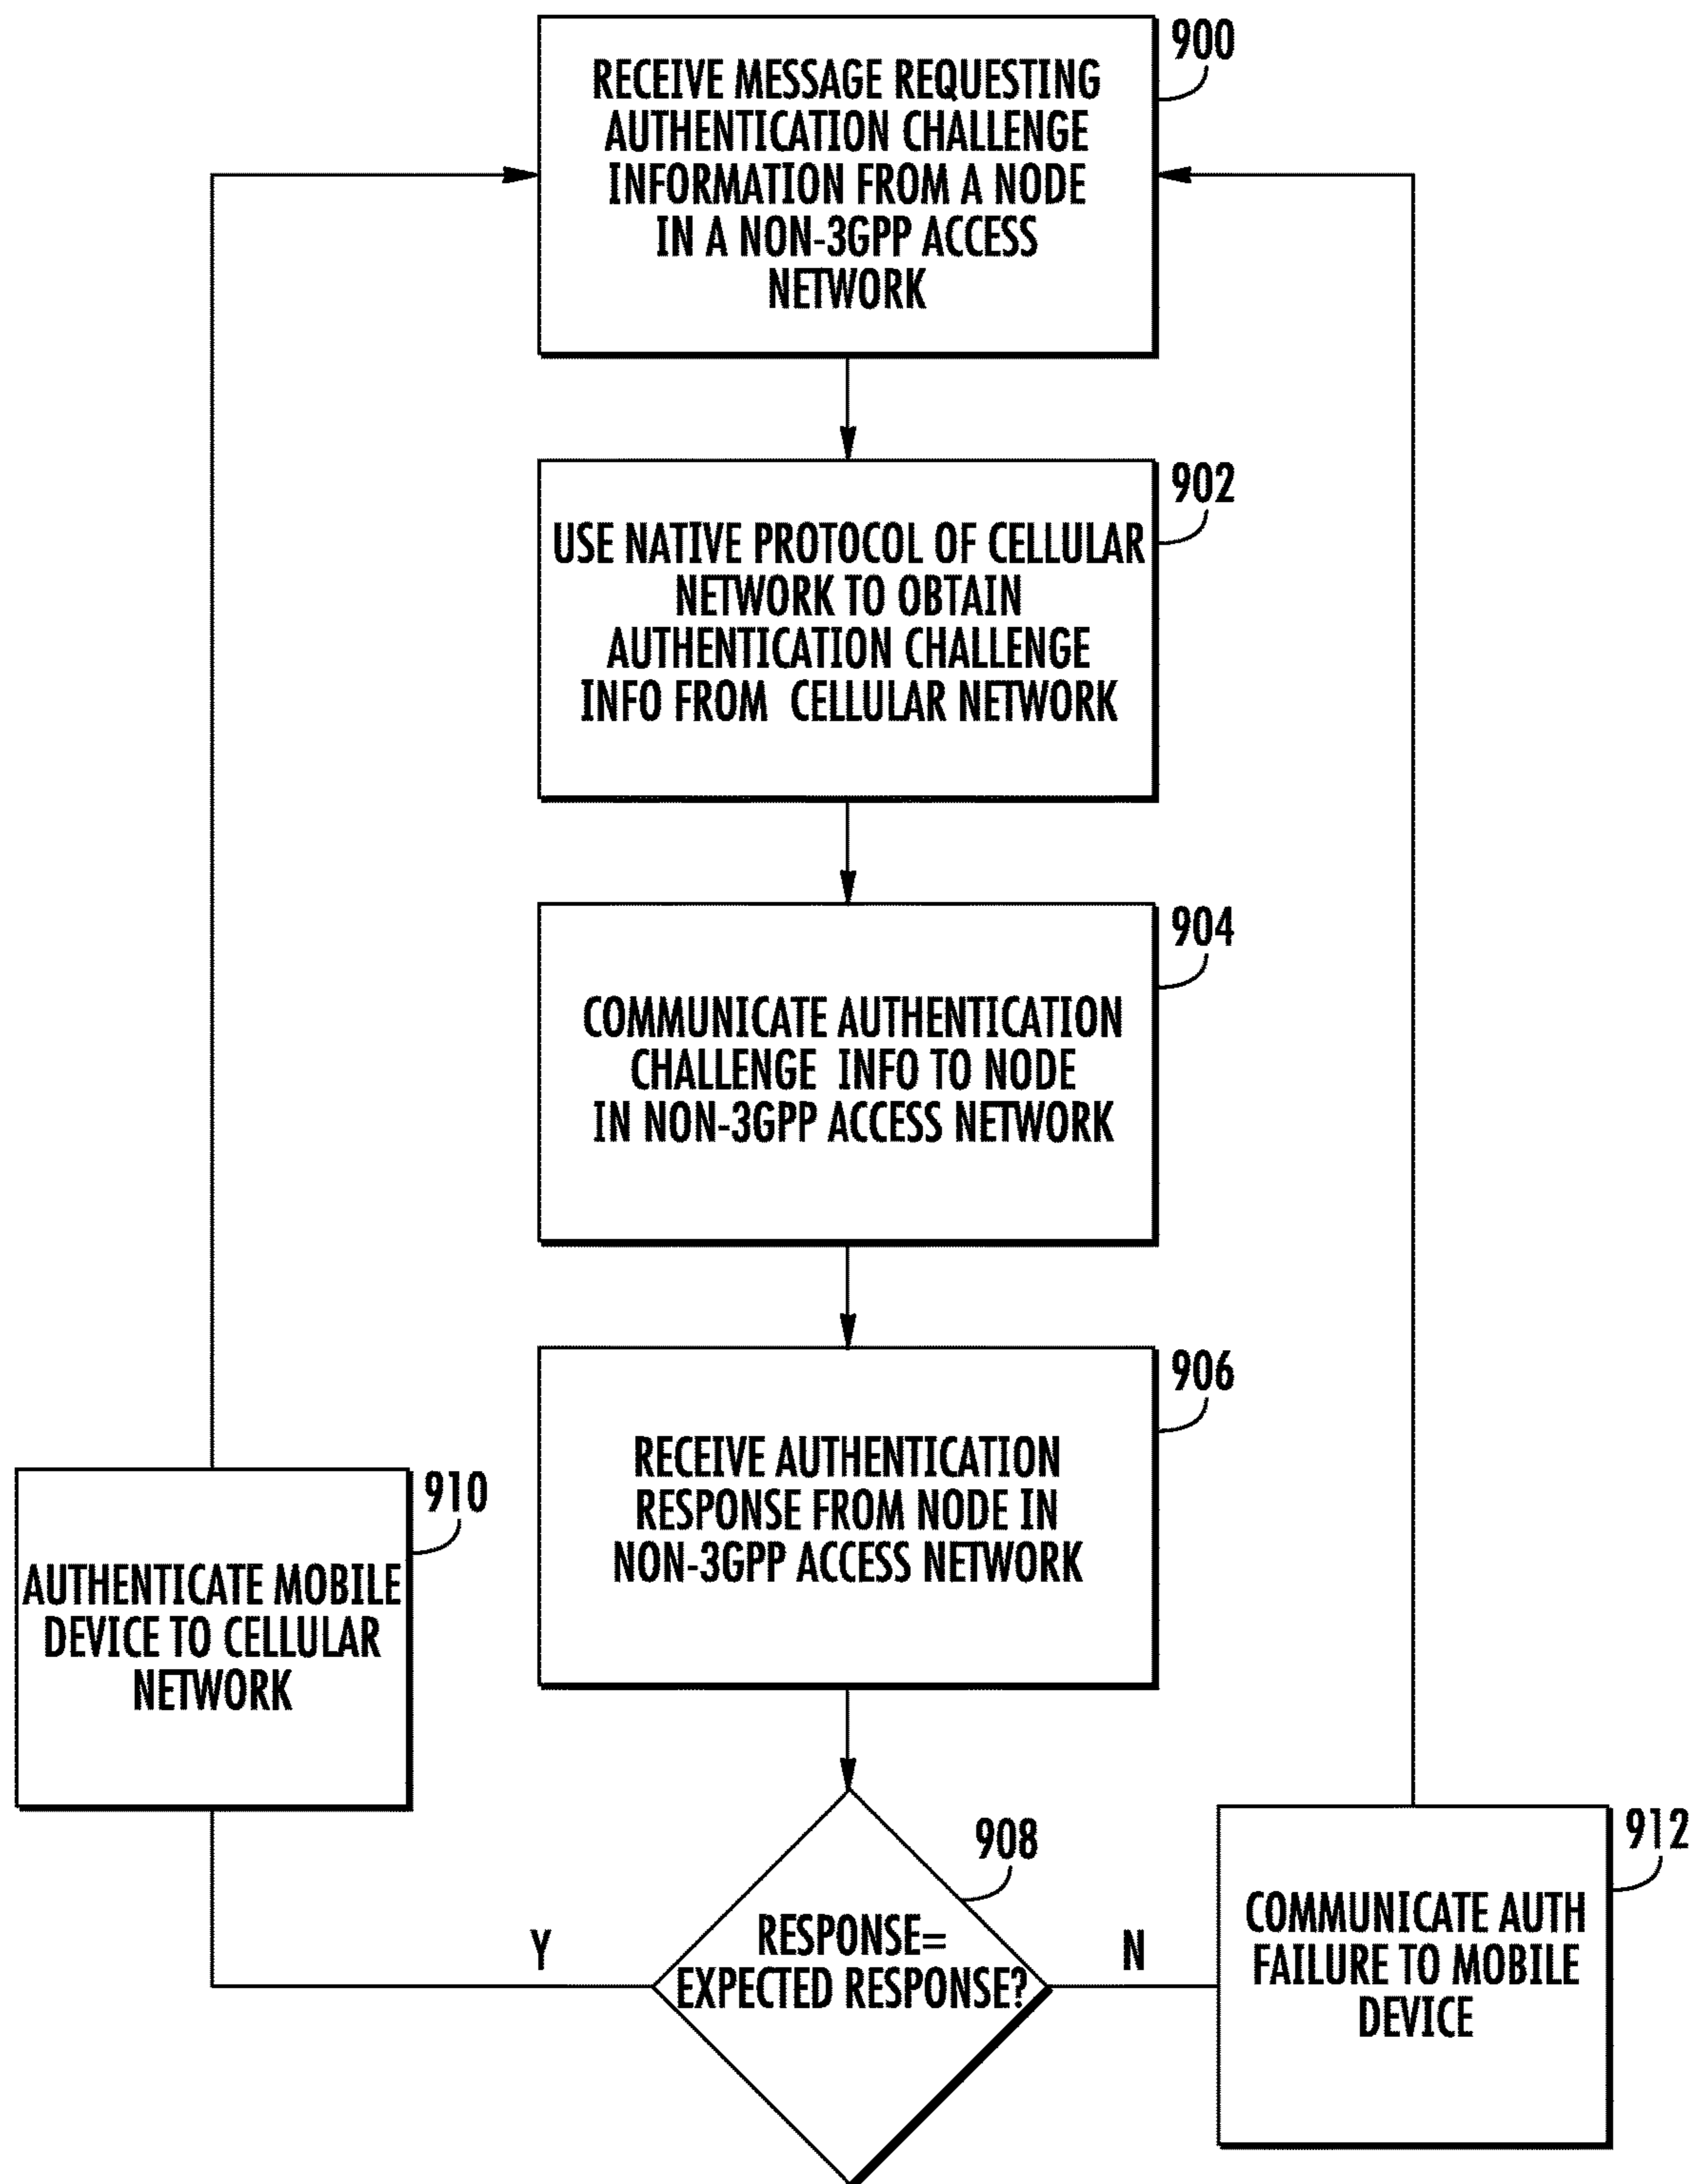 900
RECEIVE MESSAGE REQUESTING
AUTHENTICATION CHALLENGE
INFORMATION FROM A NODE
IN A NON-3GPP ACCESS
NETWORK
902
USE NATIVE PROTOCOL OF CELLULAR
NETWORK TO OBTAIN
AUTHENTICATION CHALLENGE
INFO FROM CELLULAR NETWORK
904
COMMUNICATE AUTHENTICATION
CHALLENGE INFO TO NODE
IN NON-3GPP ACCESS NETWORK
906
RECEIVE AUTHENTICATION
RESPONSE FROM NODE IN
NON-3GPP ACCESS NETWORK
910
AUTHENTICATE MOBILE
DEVICE TO CELLULAR
NETWORK
908
RESPONSE=
EXPECTED RESPONSE?
Y
N
912
COMMUNICATE AUTH
FAILURE TO MOBILE
DEVICE